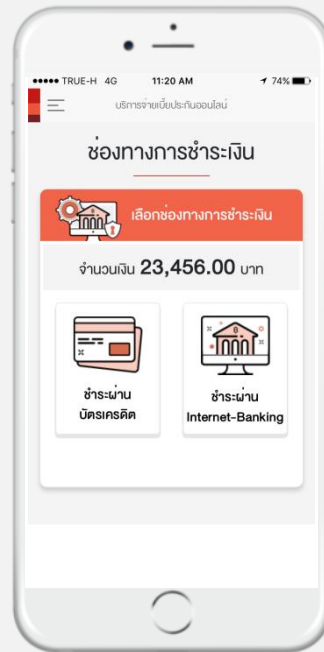 TRUE-H 4G 11:20 AM 74%
บริการจ่ายเบี้ยประกันออนไลน์
ช่องทางการชำระเงิน
เลือกช่องทางการชำระเงิน
จำนวนเงิน 23,456.00 บาท
ชำระผ่าน
บัตรเครดิต
ชำระผ่าน
Internet-Banking